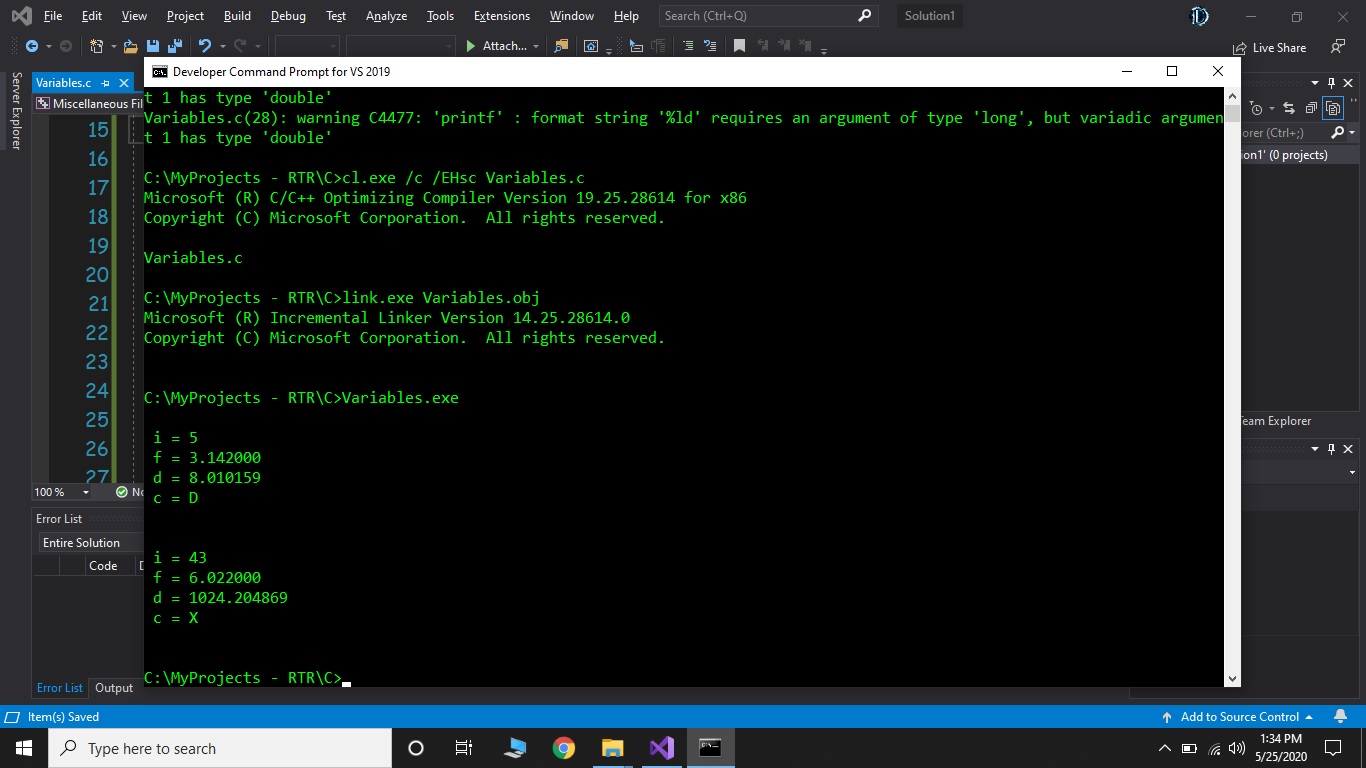 File Edit View Project Build Debug Test Analyze Tools Extensions Window Help Search (Ctrl+Q) Solution1
Attach... Live Share
Server Explorer
Variables.c
Miscellaneous Fil
15
16
17
18
19
20
21
22
23
24
25
26
27
100 %
No
Developer Command Prompt for VS 2019
t 1 has type 'double'
Variables.c(28): warning C4477: 'printf' : format string '%ld' requires an argument of type 'long', but variadic argumen
t 1 has type 'double'
C:\MyProjects - RTR\C>cl.exe /c /EHsc Variables.c
Microsoft (R) C/C++ Optimizing Compiler Version 19.25.28614 for x86
Copyright (C) Microsoft Corporation.  All rights reserved.
Variables.c
C:\MyProjects - RTR\C>link.exe Variables.obj
Microsoft (R) Incremental Linker Version 14.25.28614.0
Copyright (C) Microsoft Corporation.  All rights reserved.
C:\MyProjects - RTR\C>Variables.exe
i = 5
f = 3.142000
d = 8.010159
c = D
i = 43
f = 6.022000
d = 1024.204869
c = X
C:\MyProjects - RTR\C>
orer (Ctrl+;)
ion1' (0 projects)
Team Explorer
Error List
Entire Solution
Code D
Error List Output
Item(s) Saved Add to Source Control
Type here to search
1:34 PM
5/25/2020